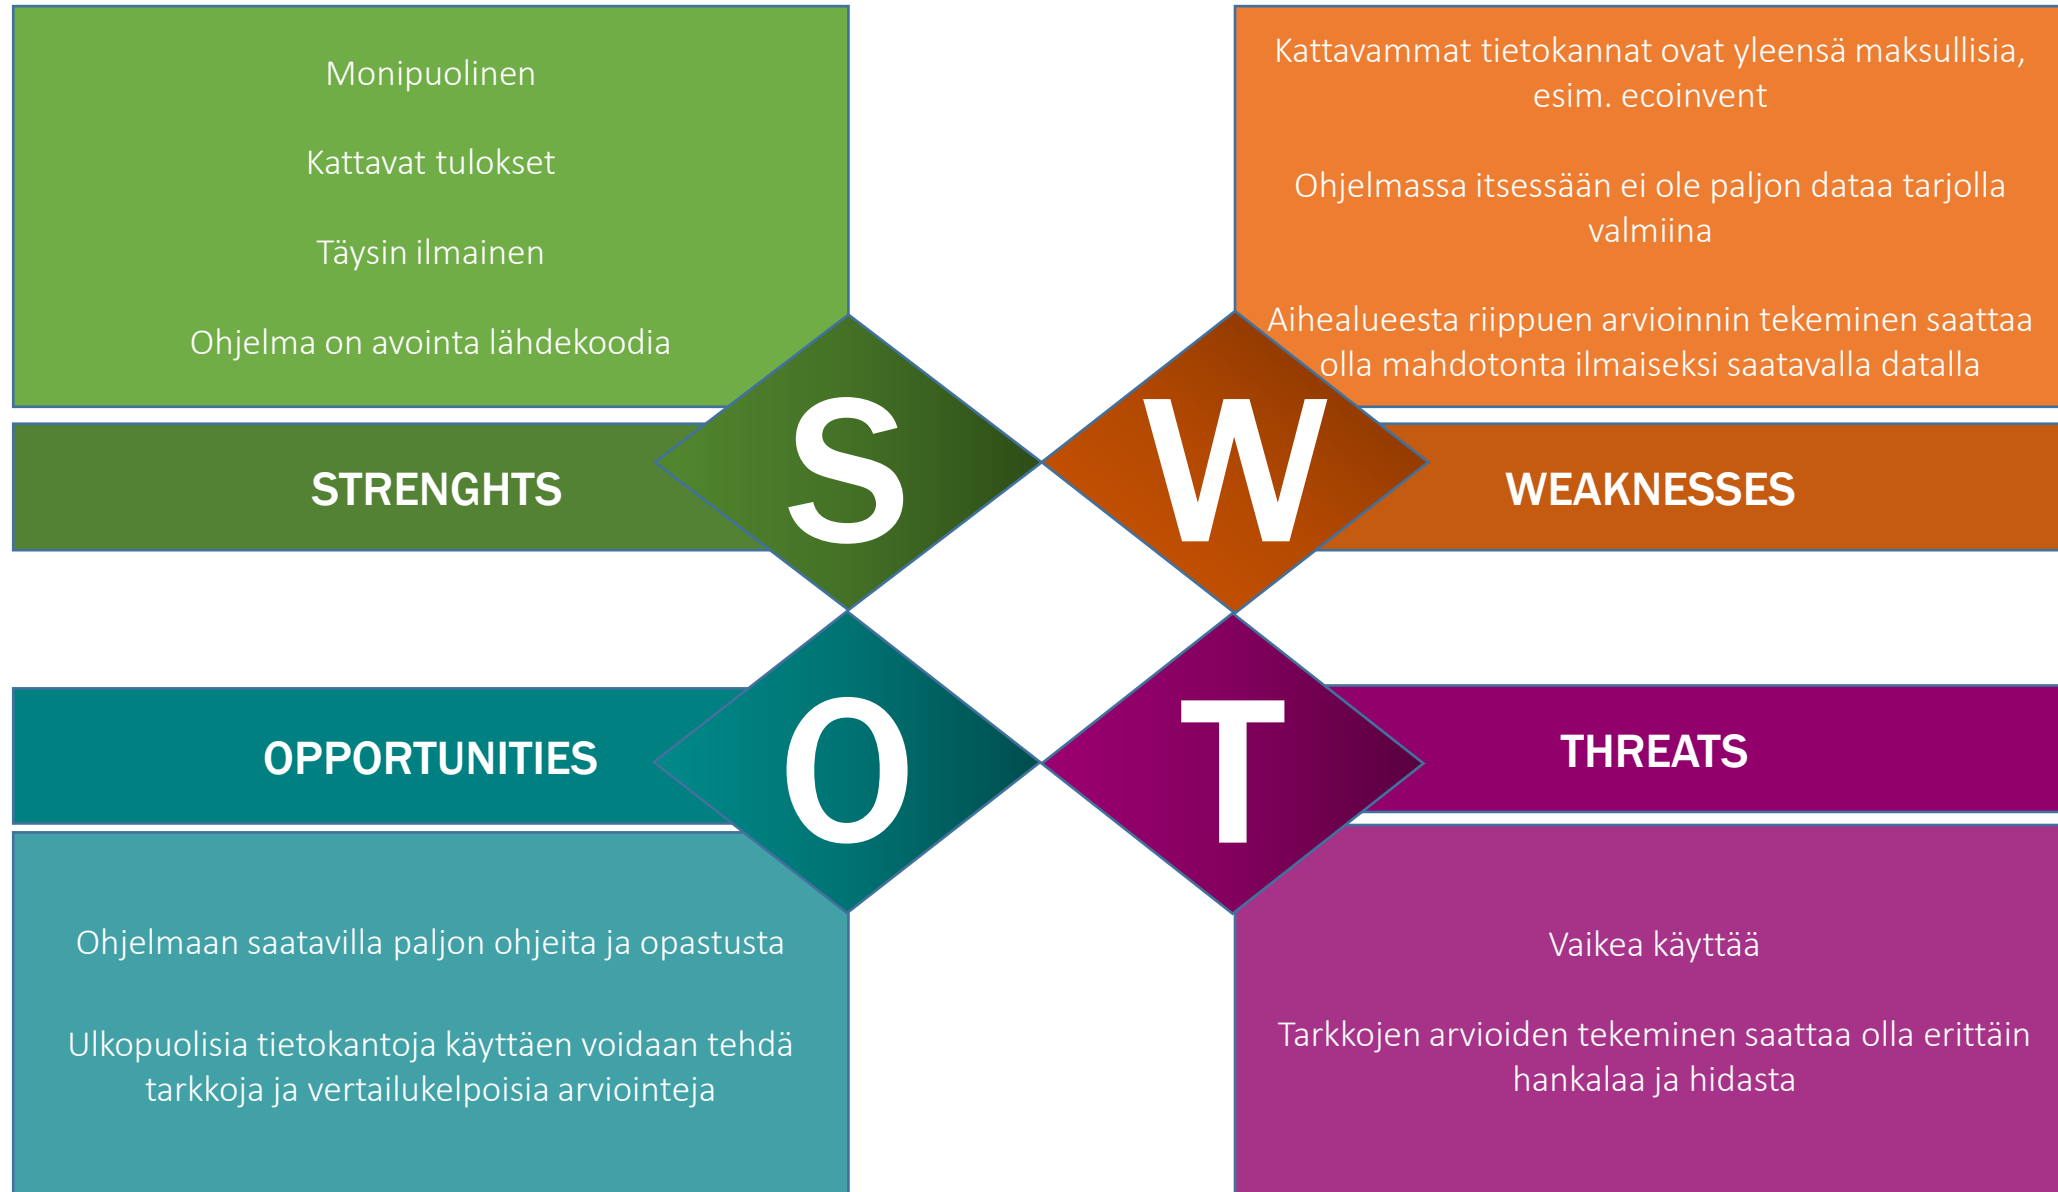 Monipuolinen
Kattavat tulokset
Täysin ilmainen
Ohjelma on avointa lähdekoodia
S
STRENGHTS
Kattavammat tietokannat ovat yleensä maksullisia,
esim. ecoinvent
Ohjelmassa itsessään ei ole paljon dataa tarjolla
valmiina
Aihealueesta riippuen arvioinnin tekeminen saattaa
olla mahdotonta ilmaiseksi saatavalla datalla
W
WEAKNESSES
OPPORTUNITIES
O
Ohjelmaan saatavilla paljon ohjeita ja opastusta
Ulkopuolisia tietokantoja käyttäen voidaan tehdä
tarkkoja ja vertailukelpoisia arviointeja
T
THREATS
Vaikea käyttää
Tarkkojen arvioiden tekeminen saattaa olla erittäin
hankalaa ja hidasta